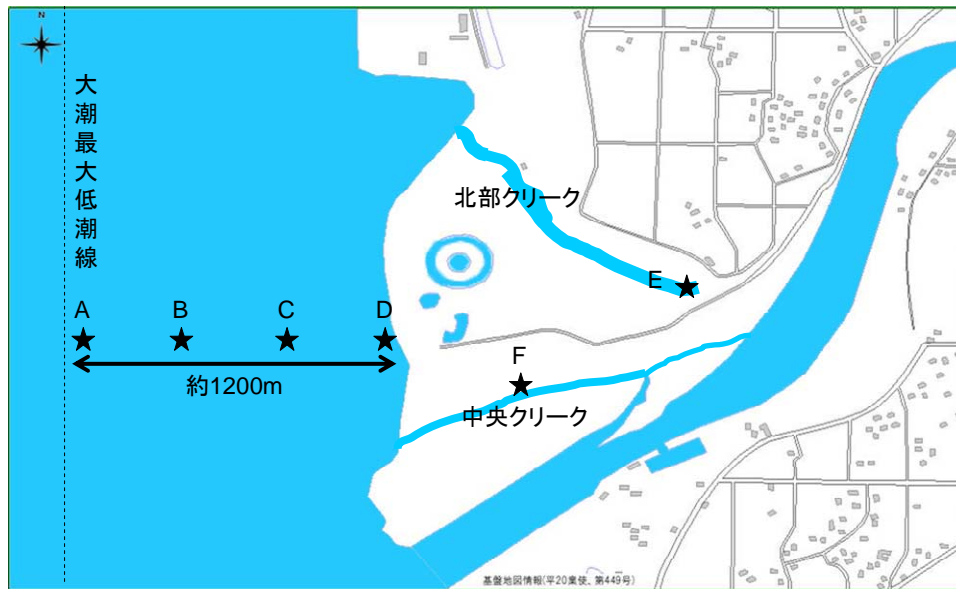 N
大潮最大低潮線
北部クリーク
E
A
B
C
D
約1200m
F
中央クリーク
基盤地図情報(平20業使、第449号)